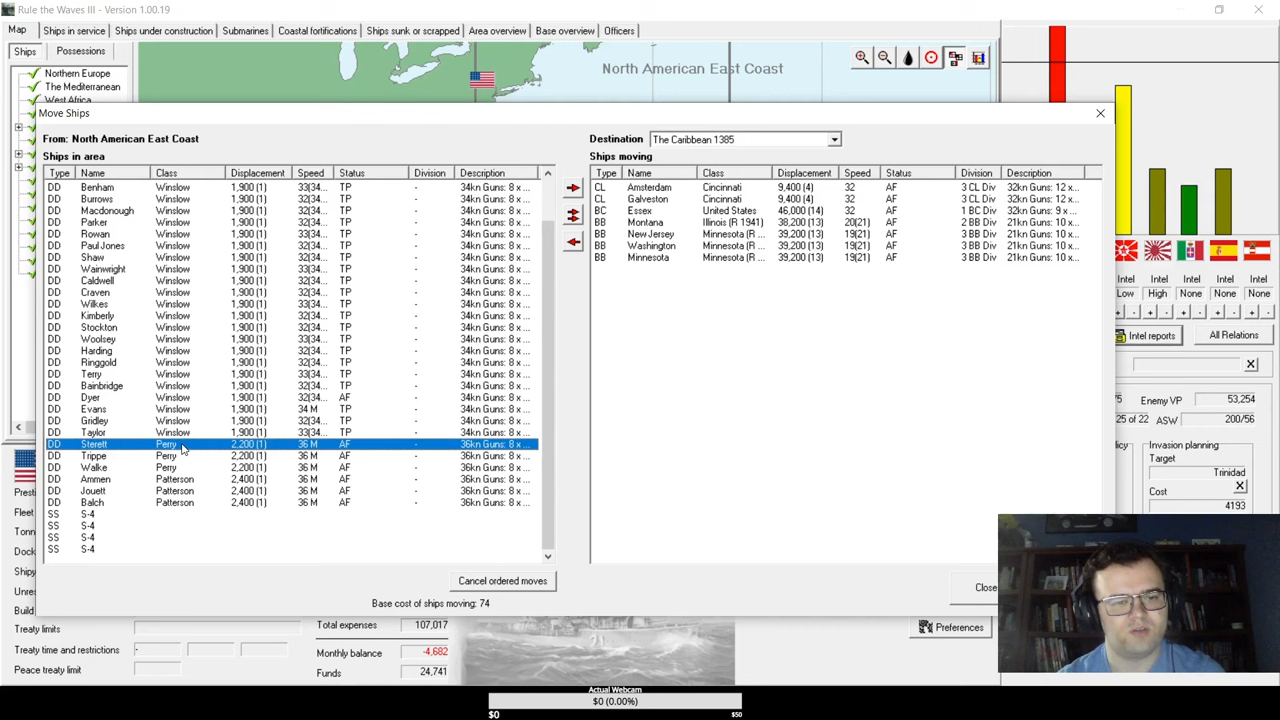 Rule the Waves III - Version 1.00.19
Map Ships in service Ships under construction Submarines Coastal fortifications Ships sunk or scrapped Area overview Base overview Officers
Ships Possessions
Northern Europe
The Mediterranean
West Africa
North American East Coast
Move Ships
From: North American East Coast
Ships in area
Destination The Caribbean 1385
Ships moving
Type Name Class Displacement Speed Status Division Description
DD Benham Winslow 1,900 (1) 33(34... TP - 34kn Guns: 8 x ...
DD Burrows Winslow 1,900 (1) 32(34... TP - 34kn Guns: 8 x ...
DD Macdonough Winslow 1,900 (1) 32(34... TP - 34kn Guns: 8 x ...
DD Parker Winslow 1,900 (1) 32(34... TP - 34kn Guns: 8 x ...
DD Rowan Winslow 1,900 (1) 32(34... TP - 34kn Guns: 8 x ...
DD Paul Jones Winslow 1,900 (1) 32(34... TP - 34kn Guns: 8 x ...
DD Shaw Winslow 1,900 (1) 32(34... TP - 34kn Guns: 8 x ...
DD Wainwright Winslow 1,900 (1) 32(34... TP - 34kn Guns: 8 x ...
DD Caldwell Winslow 1,900 (1) 32(34... TP - 34kn Guns: 8 x ...
DD Craven Winslow 1,900 (1) 32(34... TP - 34kn Guns: 8 x ...
DD Wilkes Winslow 1,900 (1) 32(34... TP - 34kn Guns: 8 x ...
DD Kimberly Winslow 1,900 (1) 32(34... TP - 34kn Guns: 8 x ...
DD Stockton Winslow 1,900 (1) 32(34... TP - 34kn Guns: 8 x ...
DD Woolsey Winslow 1,900 (1) 32(34... TP - 34kn Guns: 8 x ...
DD Harding Winslow 1,900 (1) 32(34... TP - 34kn Guns: 8 x ...
DD Ringgold Winslow 1,900 (1) 33(34... TP - 34kn Guns: 8 x ...
DD Terry Winslow 1,900 (1) 33(34... TP - 34kn Guns: 8 x ...
DD Bainbridge Winslow 1,900 (1) 32(34... TP - 34kn Guns: 8 x ...
DD Dyer Winslow 1,900 (1) 32(34... AF - 34kn Guns: 8 x ...
DD Evans Winslow 1,900 (1) 34 M TP - 34kn Guns: 8 x ...
DD Gridley Winslow 1,900 (1) 32(34... TP - 34kn Guns: 8 x ...
DD Taylor Winslow 1,900 (1) 33(34... TP - 34kn Guns: 8 x ...
DD Sterett Perry 2,200 (1) 36 M AF - 36kn Guns: 8 x ...
DD Trippe Perry 2,200 (1) 36 M AF - 36kn Guns: 8 x ...
DD Walke Perry 2,200 (1) 36 M AF - 36kn Guns: 8 x ...
DD Ammen Patterson 2,400 (1) 36 M AF - 36kn Guns: 8 x ...
DD Jouett Patterson 2,400 (1) 36 M AF - 36kn Guns: 8 x ...
DD Balch Patterson 2,400 (1) 36 M AF - 36kn Guns: 8 x ...
SS S-4
SS S-4
SS S-4
SS S-4
Type Name Class Displacement Speed Status Division Description
CL Amsterdam Cincinnati 9,400 (4) 32 AF 3 CL Div 32kn Guns: 12 x...
CL Galveston Cincinnati 9,400 (4) 32 AF 3 CL Div 32kn Guns: 12 x...
BC Essex United States 46,000 (14) 32 AF 1 BC Div 32kn Guns: 9 x ...
BB Montana Illinois (R 1941) 38,200 (13) 20(21) AF 2 BB Div 21kn Guns: 10 x...
BB New Jersey Minnesota (R ... 39,200 (13) 19(21) AF 3 BB Div 21kn Guns: 10 x...
BB Washington Minnesota (R ... 39,200 (13) 19(21) AF 3 BB Div 21kn Guns: 10 x...
BB Minnesota Minnesota (R ... 39,200 (13) 19(21) AF 3 BB Div 21kn Guns: 10 x...
Cancel ordered moves
Close
Base cost of ships moving: 74
Intel Intel Intel Intel Intel
Low High None None None
+ - + - + - + - + -
Intel reports All Relations
75 Enemy VP 53,254
25 of 22 ASW 200/56
Invasion planning
Target
Trinidad
Cost
4193
Presti
Fleet
Tonn
Dock
Shipy
Unres
Build
Treaty limits
Treaty time and restrictions -
Peace treaty limit
Total expenses 107,017
Monthly balance -4,682
Funds 24,741
Preferences
Actual Webcam
$0 (0.00%)
$0 $50